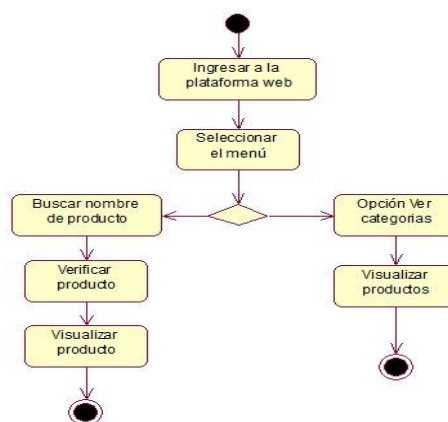 Ingresar a la
plataforma web
Seleccionar
el menú
Buscar nombre
de producto
Opción Ver
categorias
Verificar
producto
Visualizar
productos
Visualizar
producto